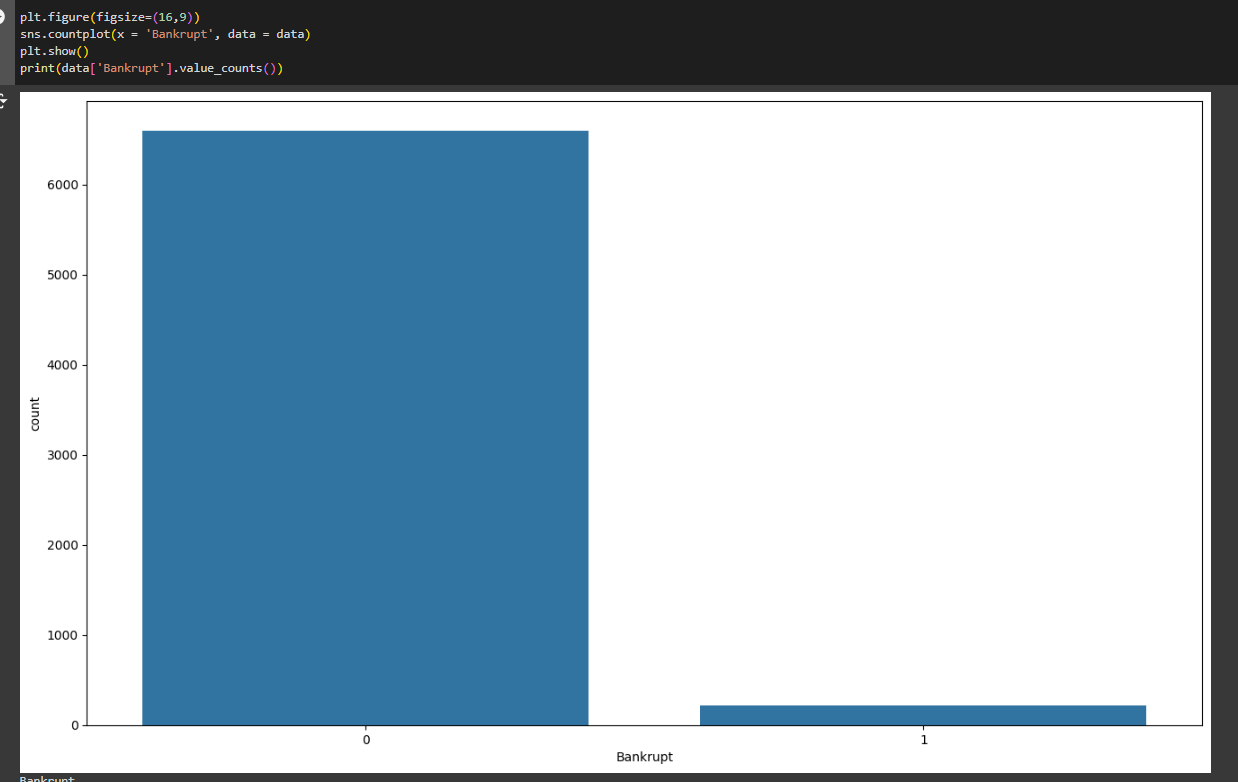 plt.figure(figsize=(16,9))
sns.countplot(x = 'Bankrupt', data = data)
plt.show()
print(data['Bankrupt'].value_counts())
6000
5000
4000
3000
2000
1000
0
count
0
1
Bankrupt
Bankrupt